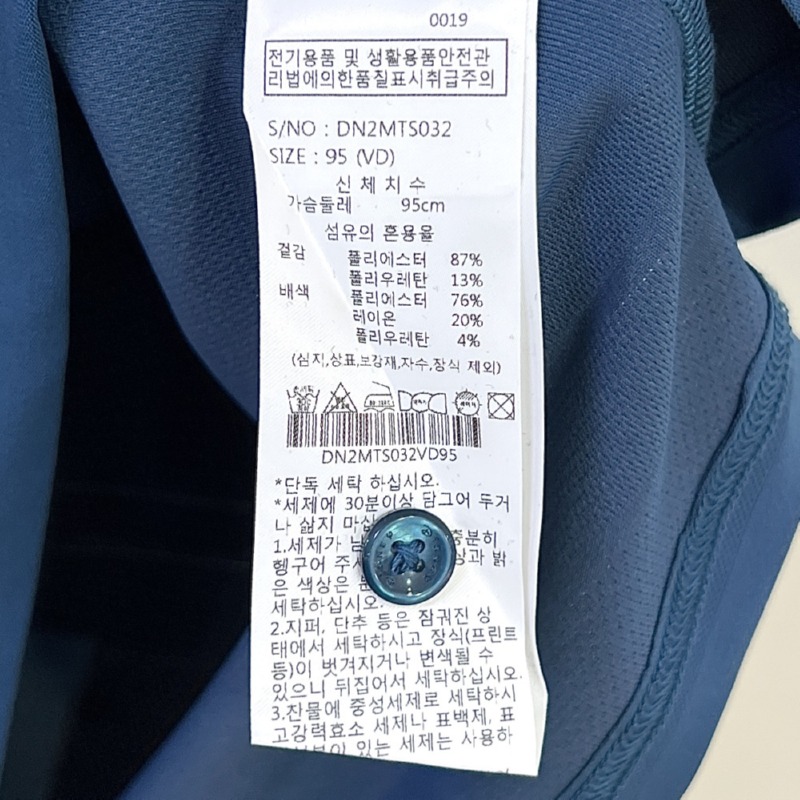 0019
전기용품 및 생활용품안전관
리법에의한품질표시취급주의
S/NO : DN2MTS032
SIZE : 95 (VD)
신 체 치 수
가슴둘레 95cm
섬유의 혼용율
겉감 폴리에스터 87%
폴리우레탄 13%
배색 폴리에스터 76%
레이온 20%
폴리우레탄 4%
(심지,상표,보강재,자수,장식 제외)
DN2MTS032VD95
*단독 세탁 하십시오.
*세제에 30분이상 담그어 두거
나 삶지
1.세제가 충분히
헹구어
은 색상은
세탁하십시오.
2.지퍼, 단추 등은 잠궈진 상
태에서 세탁하시고 장식(프린트
등)이 벗겨지거나 변색될 수
있으니 뒤집어서 세탁하십시오.
3.찬물에 중성세제로 세탁하시
고강력효소 세제나 표백제, 표
있는 세제는 사용하